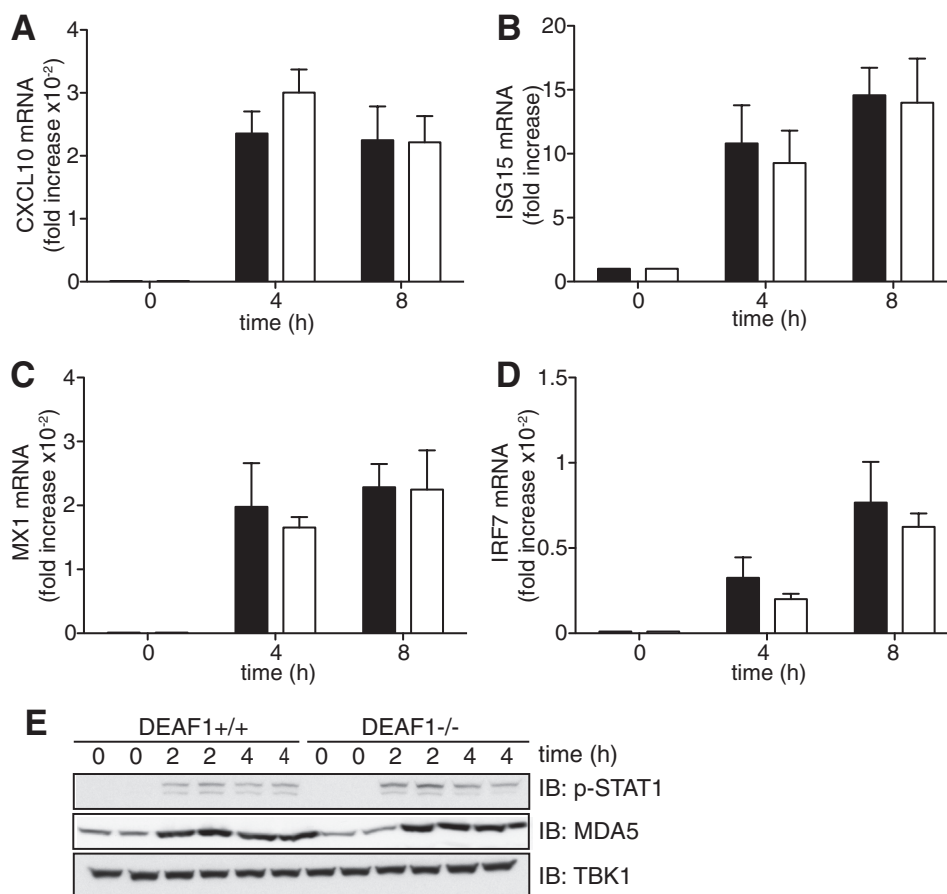 A
CXCL10 mRNA
(fold increase x10-2)
4
3
2
1
0
0 4 8
time (h)
B
ISG15 mRNA
(fold increase)
20
15
10
5
0
0 4 8
time (h)
C
MX1 mRNA
(fold increase x10-2)
4
3
2
1
0
0 4 8
time (h)
D
IRF7 mRNA
(fold increase x10-2)
1.5
1
0.5
0
0 4 8
time (h)
E
DEAF1+/+ DEAF1-/-
0 0 2 2 4 4 0 0 2 2 4 4 time (h)
IB: p-STAT1
IB: MDA5
IB: TBK1